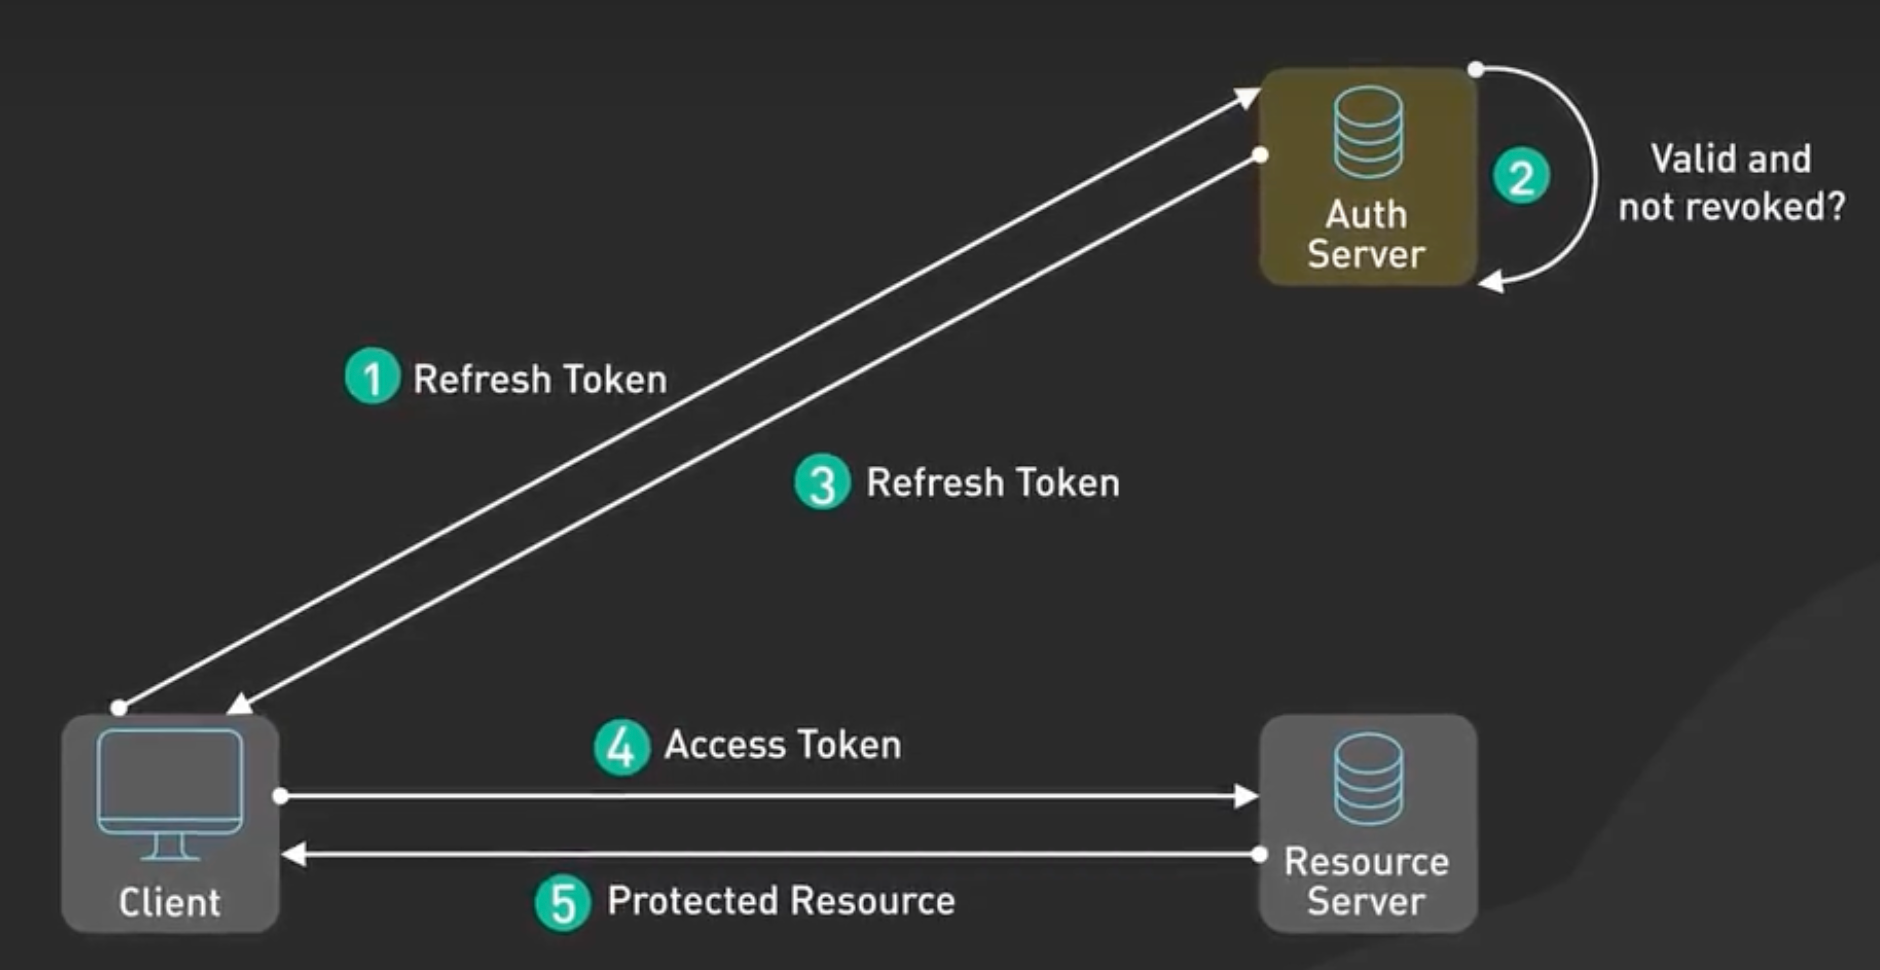 Auth
Server
2
Valid and
not revoked?
1 Refresh Token
3 Refresh Token
4 Access Token
5 Protected Resource
Client
Resource
Server